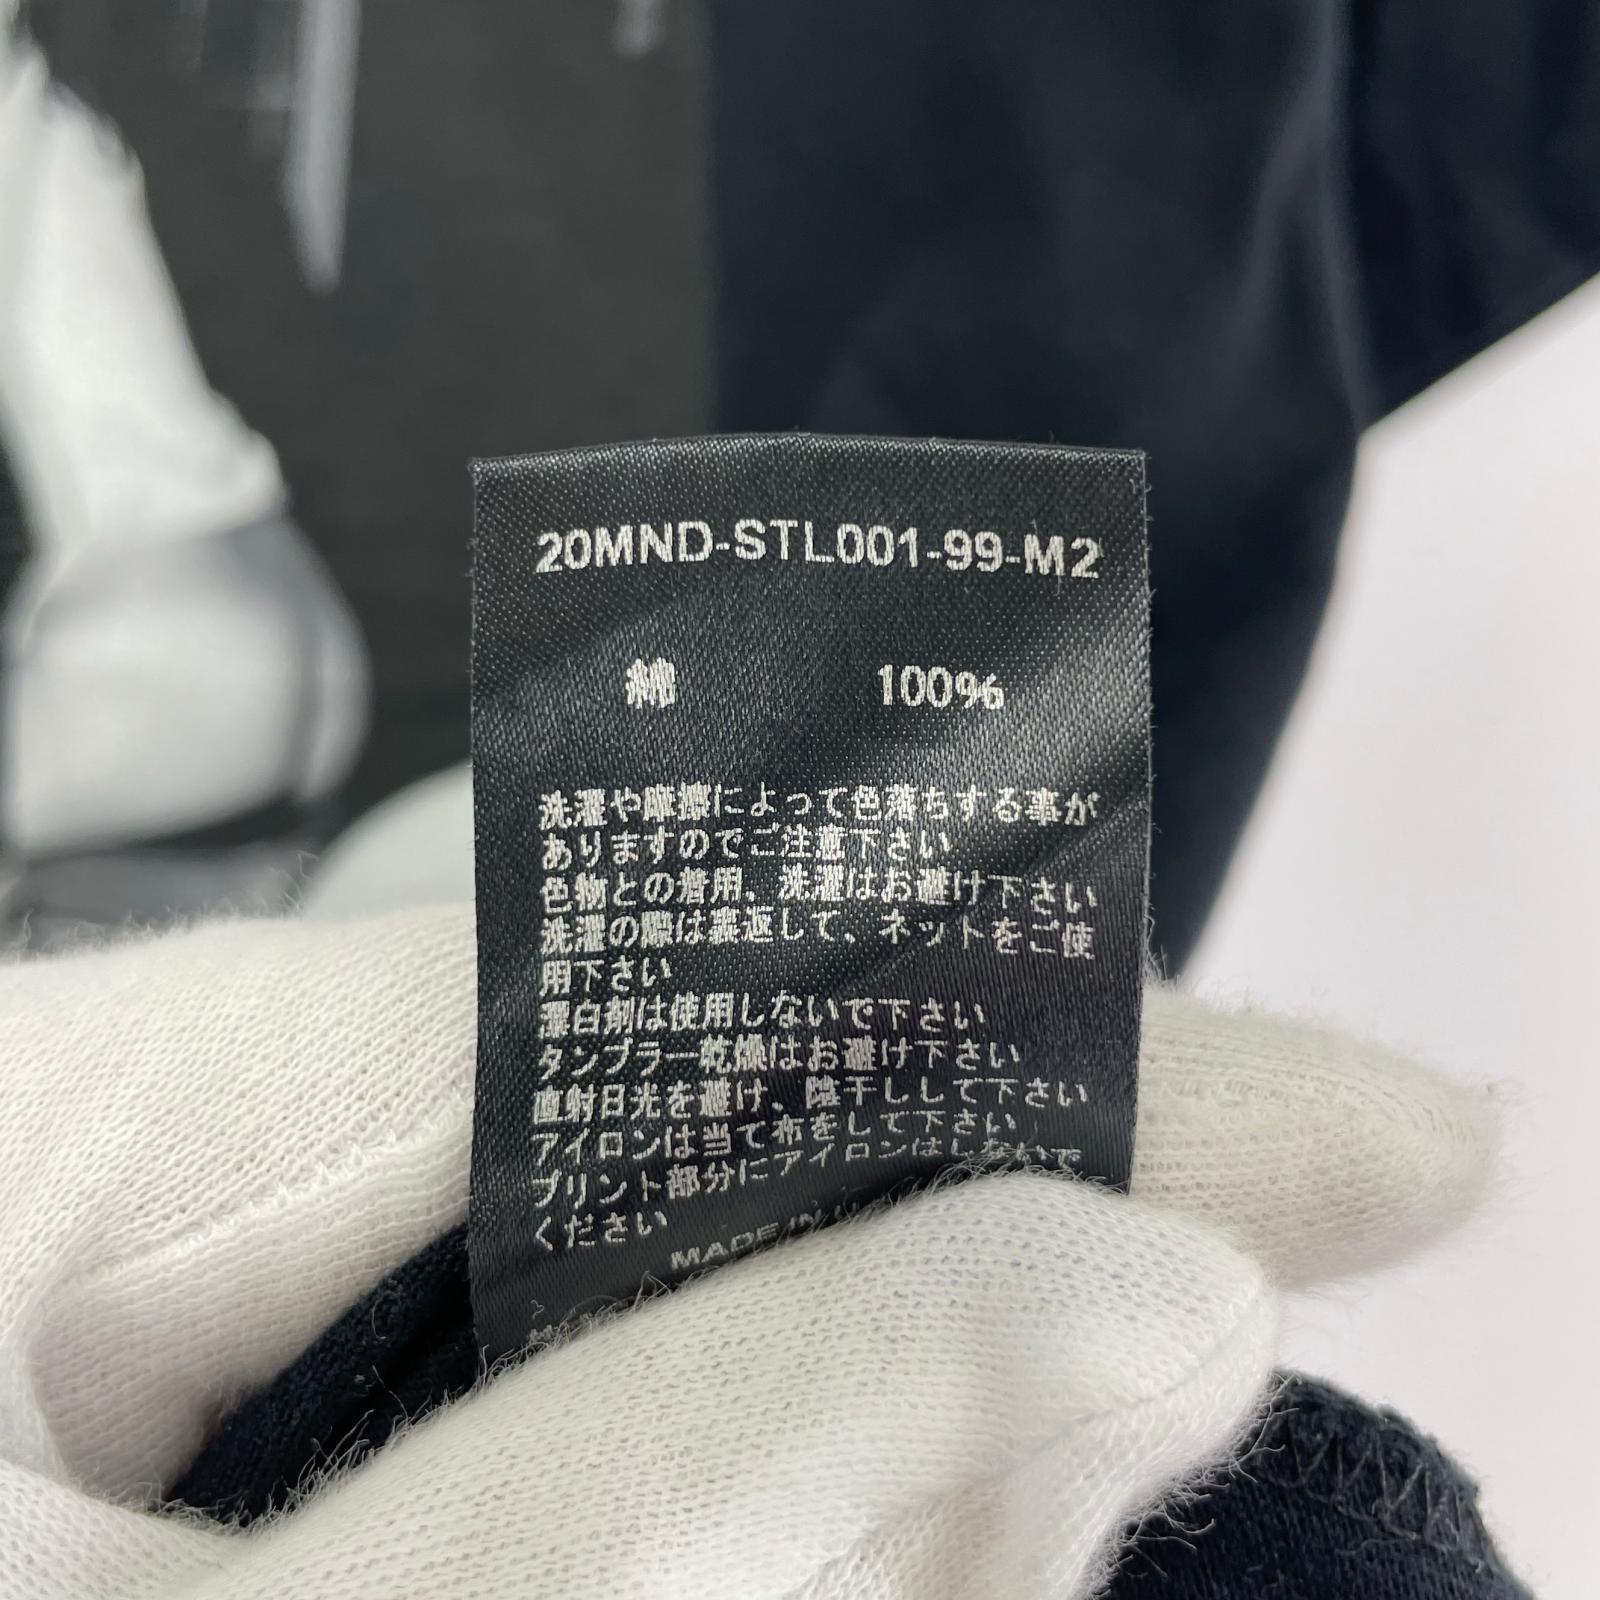 20MND-STL001-99-M2
綿 100%
洗濯や摩擦によって色落ちする事が
ありますのでご注意下さい
色物との着用、洗濯はお避け下さい
洗濯の際は裏返して、ネットをご使
用下さい
漂白剤は使用しないで下さい
タンブラー乾燥はお避け下さい
直射日光を避け、陰干しして下さい
アイロンは当て布をして下さい
プリント部分にアイロンはしないで
ください
MADE IN